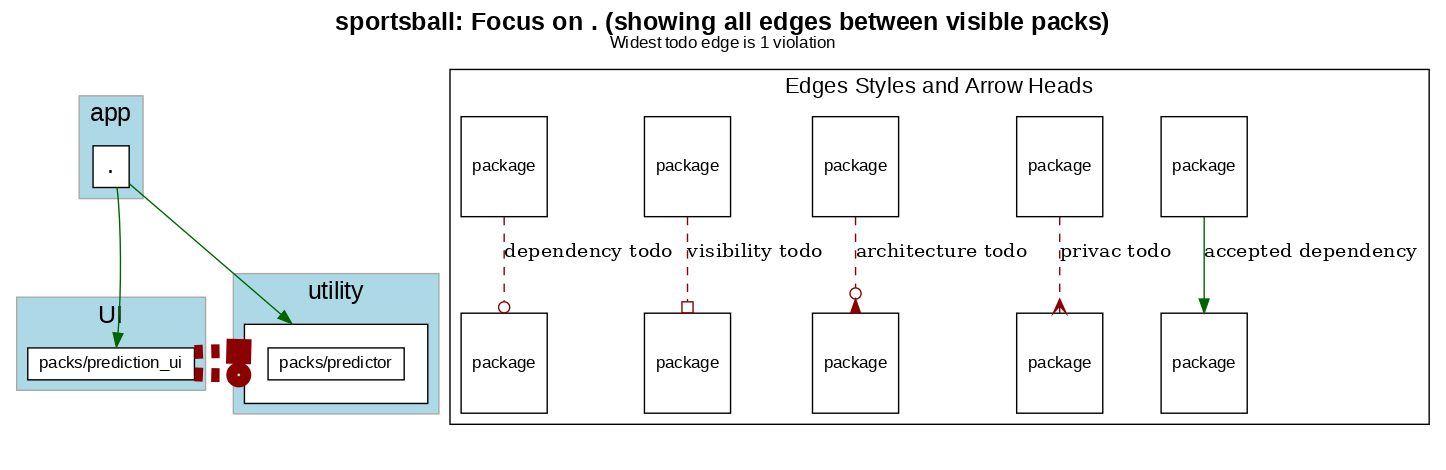 sportsball: Focus on . (showing all edges between visible packs)
Widest todo edge is 1 violation
app
.
UI
packs/prediction_ui
utility
packs/predictor
Edges Styles and Arrow Heads
package
package
package
package
package
dependency todo
visibility todo
architecture todo
privac todo
accepted dependency
package
package
package
package
package